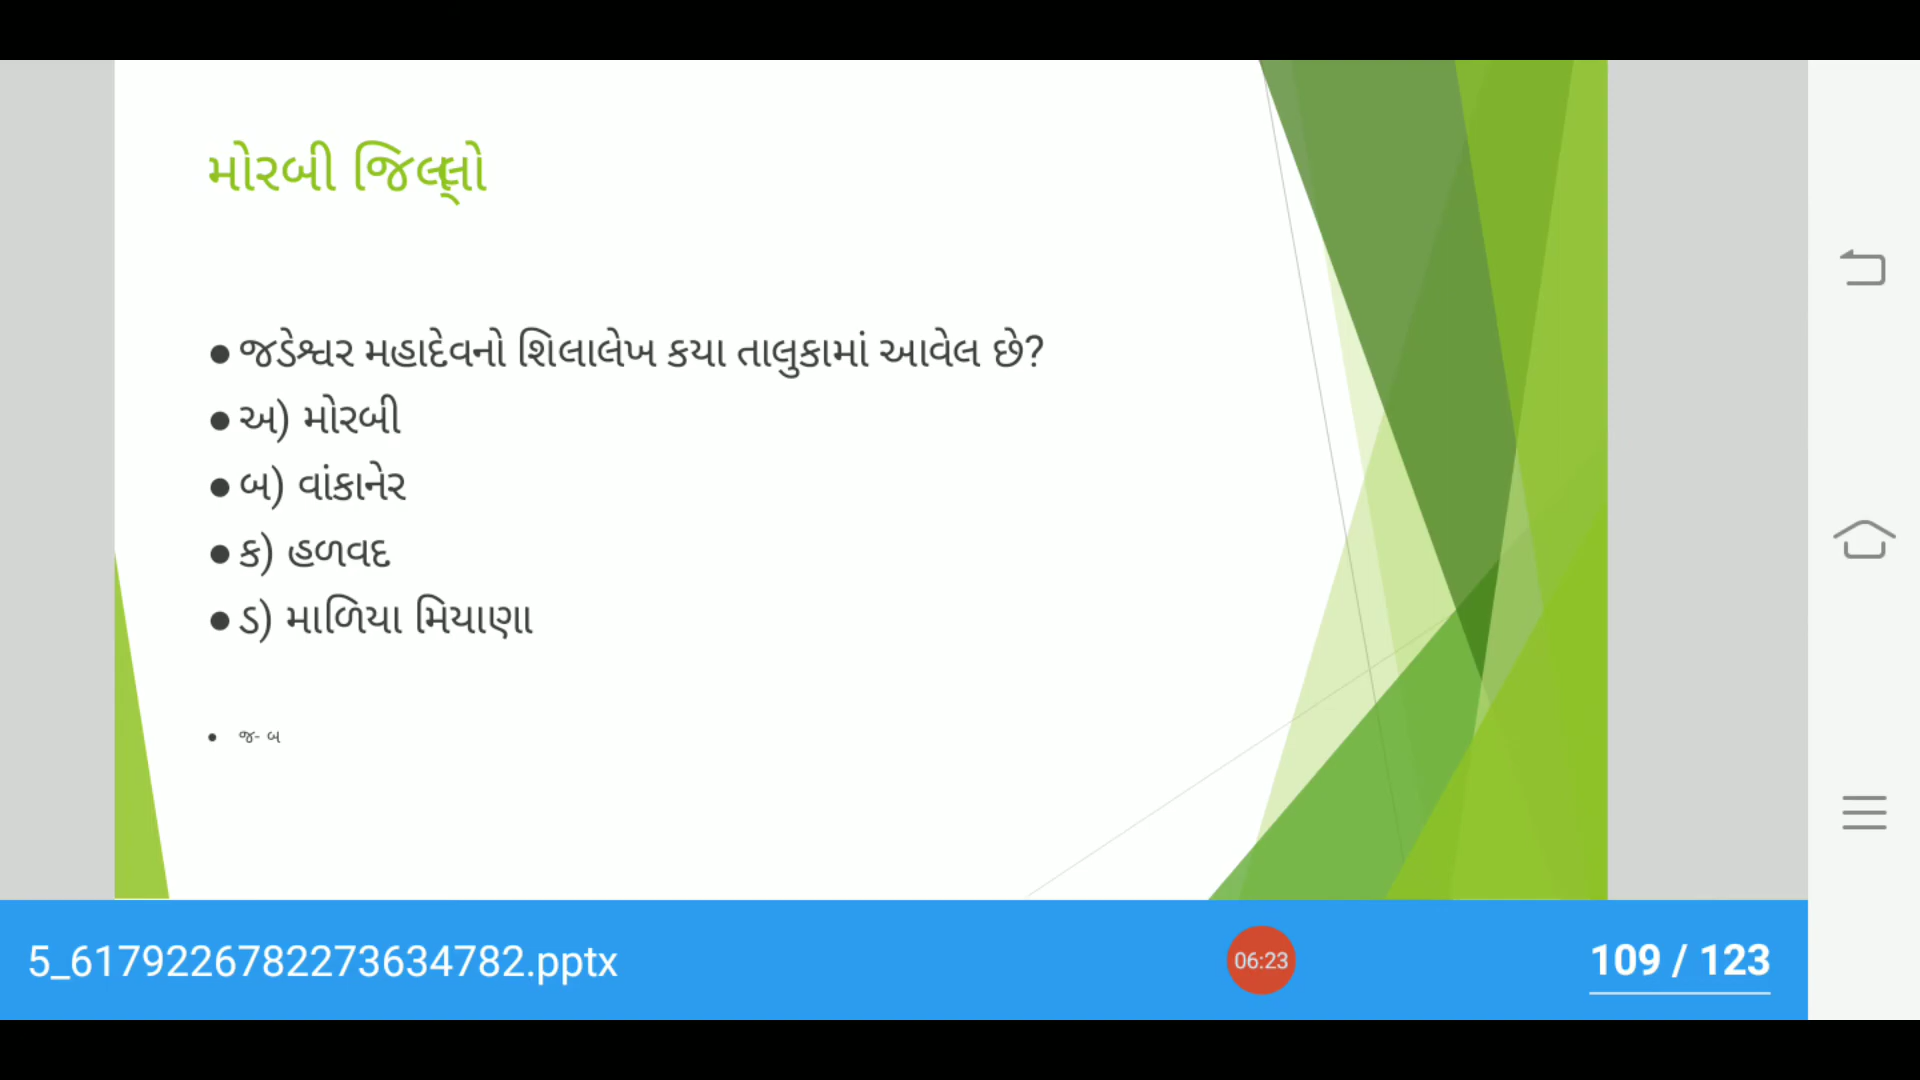 મોરબી જિલ્લો
● જડેશ્વર મહાદેવનો શિલાલેખ કયા તાલુકામાં આવેલ છે?
● અ) મોરબી
● બ) વાંકાનેર
● ક) હળવદ
● ડ) માળિયા મિયાણા
• જ- બ
5_6179226782273634782.pptx
06:23
109 / 123